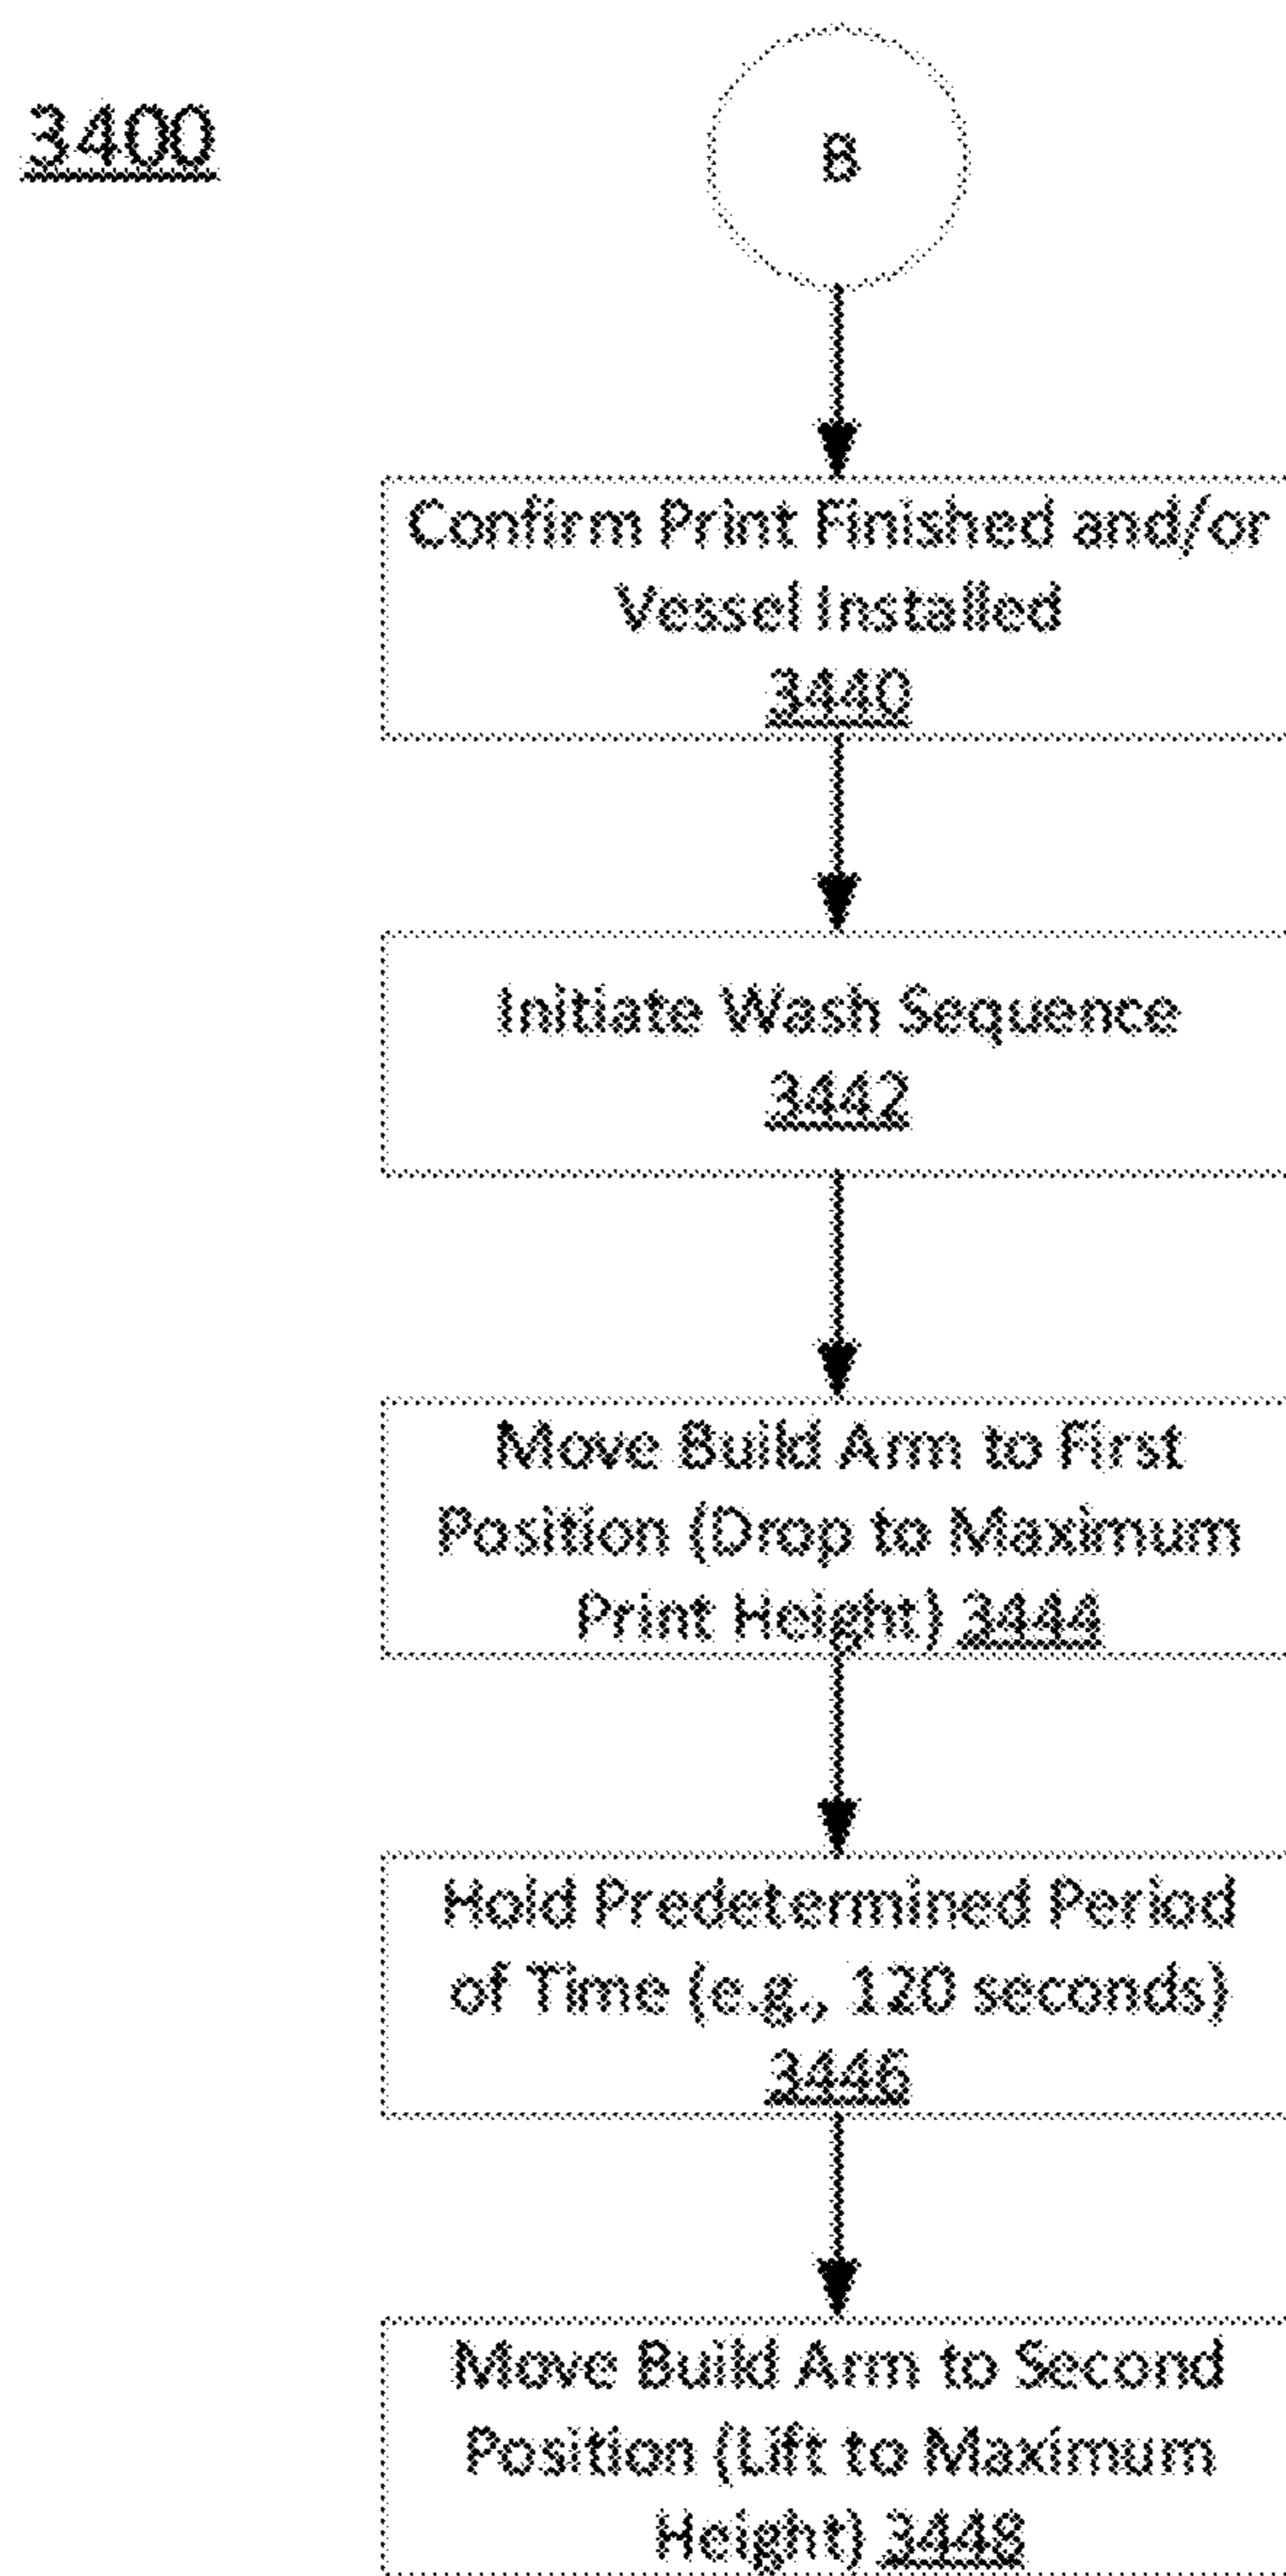 3400
B
Confirm Print Finished and/or
Vessel Installed
3440
Initiate Wash Sequence
3442
Move Build Arm to First
Position (Drop to Maximum
Print Height) 3444
Hold Predetermined Period
of Time (e.g., 120 seconds)
3446
Move Build Arm to Second
Position (Lift to Maximum
Height) 3448